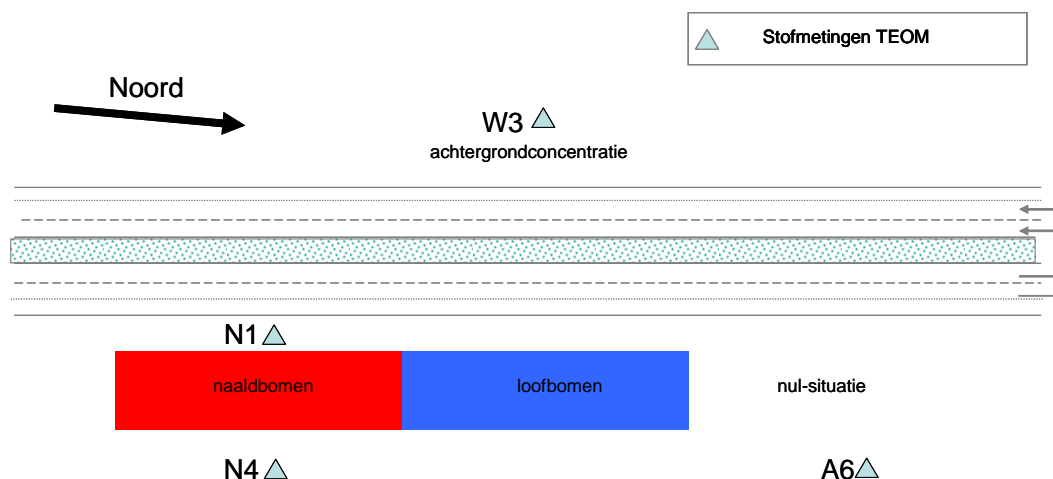 Stofmetingen TEOM
Noord
W3
achtergrondconcentratie
N1
naaldbomen
loofbomen
nul-situatie
N4
A6